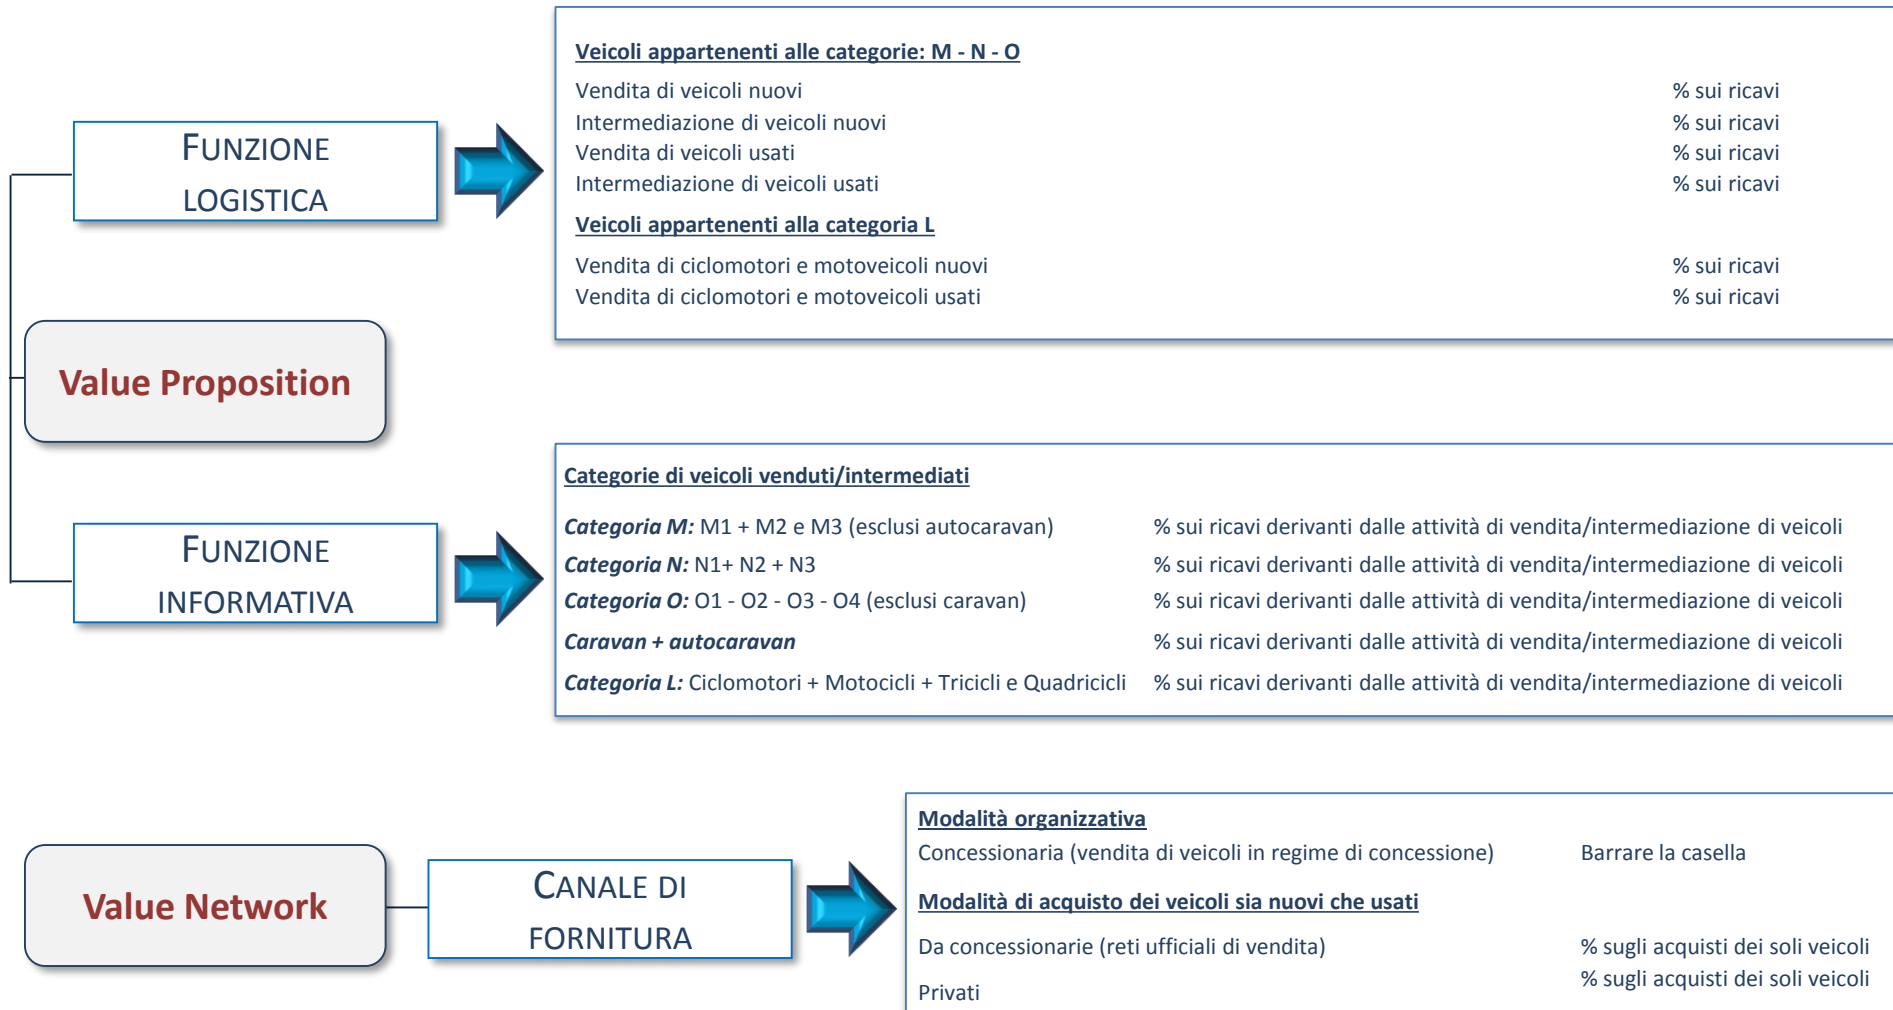 Veicoli appartenenti alle categorie: M - N - O
Vendita di veicoli nuovi % sui ricavi
Intermediazione di veicoli nuovi % sui ricavi
Vendita di veicoli usati % sui ricavi
Intermediazione di veicoli usati % sui ricavi
Veicoli appartenenti alla categoria L
Vendita di ciclomotori e motoveicoli nuovi % sui ricavi
Vendita di ciclomotori e motoveicoli usati % sui ricavi
FUNZIONE
LOGISTICA
Value Proposition
FUNZIONE
INFORMATIVA
Categorie di veicoli venduti/intermediati
Categoria M: M1 + M2 e M3 (esclusi autocaravan) % sui ricavi derivanti dalle attività di vendita/intermediazione di veicoli
Categoria N: N1+ N2 + N3 % sui ricavi derivanti dalle attività di vendita/intermediazione di veicoli
Categoria O: O1 - O2 - O3 - O4 (esclusi caravan) % sui ricavi derivanti dalle attività di vendita/intermediazione di veicoli
Caravan + autocaravan % sui ricavi derivanti dalle attività di vendita/intermediazione di veicoli
Categoria L: Ciclomotori + Motocicli + Tricicli e Quadricicli % sui ricavi derivanti dalle attività di vendita/intermediazione di veicoli
Value Network
CANALE DI
FORNITURA
Modalità organizzativa
Concessionaria (vendita di veicoli in regime di concessione) Barrare la casella
Modalità di acquisto dei veicoli sia nuovi che usati
Da concessionarie (reti ufficiali di vendita) % sugli acquisti dei soli veicoli
% sugli acquisti dei soli veicoli
Privati